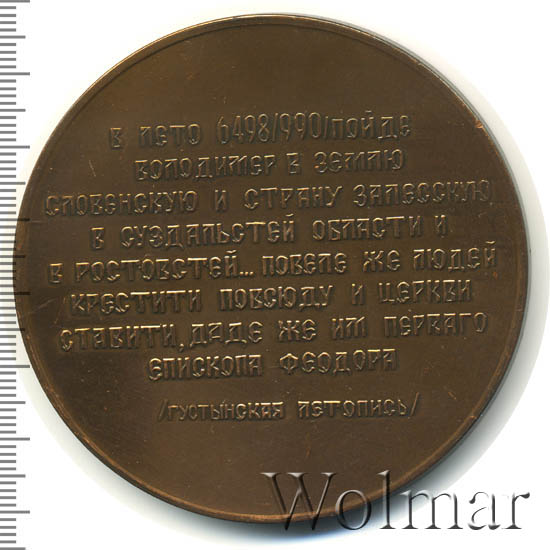 В ЛЕТО 6498/990/ПОЙДЕ
ВОЛОДИМЕР В ЗЕМЛЮ
СЛОВЕНСКУЮ И СТРАНУ ЗАЛЕССКУЮ
В СУЗДАЛЬСТЕЙ ОБЛАСТИ И
В РОСТОВСТЕЙ... ПОВЕЛЕ ЖЕ ЛЮДЕЙ
КРЕСТИТИ ПОВСЮДУ И ЦЕРКВИ
СТАВИТИ, ДАДЕ ЖЕ ИМ ПЕРВАГО
ЕПИСКОПА ФЕОДОРА
/ГУСТЫНСКАЯ ЛЕТОПИСЬ/
Wolmar